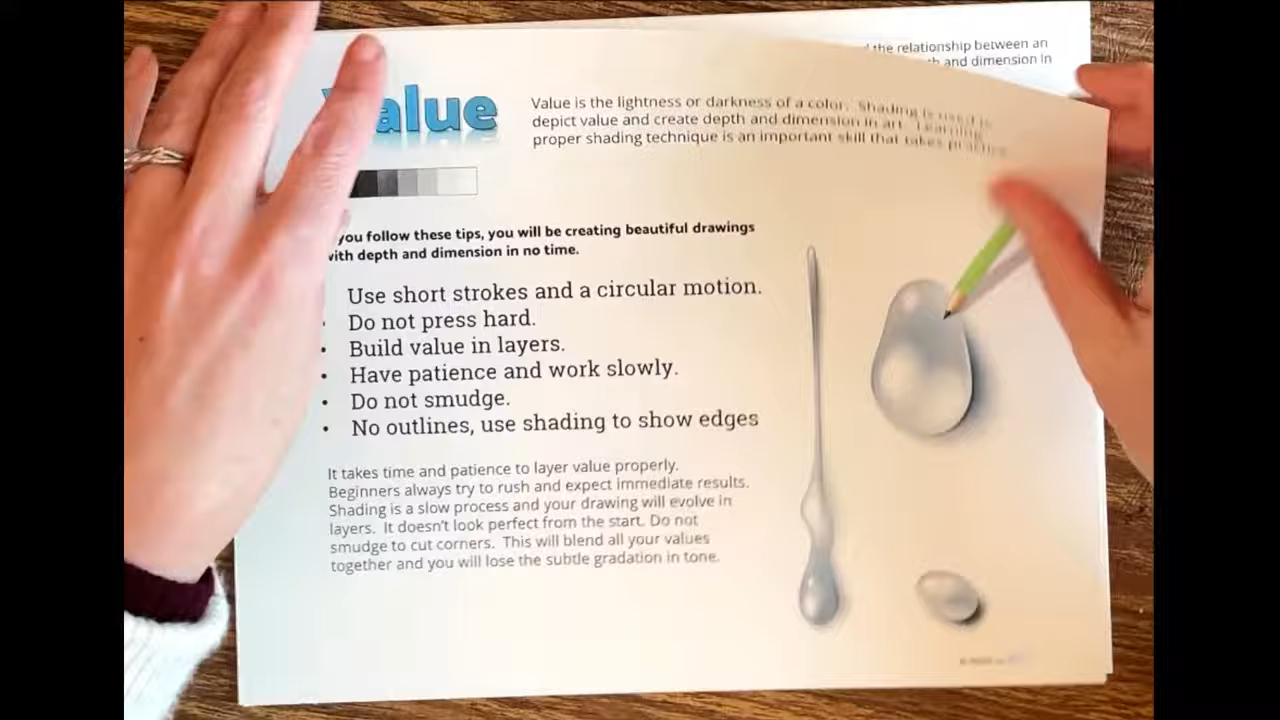 the relationship between an
and dimension in
alue
Value is the lightness or darkness of a color. Shading is used to
depict value and create depth and dimension in art. Learning
proper shading technique is an important skill that takes practice
you follow these tips, you will be creating beautiful drawings
with depth and dimension in no time.
Use short strokes and a circular motion.
• Do not press hard.
• Build value in layers.
• Have patience and work slowly.
• Do not smudge.
• No outlines, use shading to show edges
It takes time and patience to layer value properly.
Beginners always try to rush and expect immediate results.
Shading is a slow process and your drawing will evolve in
layers. It doesn't look perfect from the start. Do not
smudge to cut corners. This will blend all your values
together and you will lose the subtle gradation in tone.